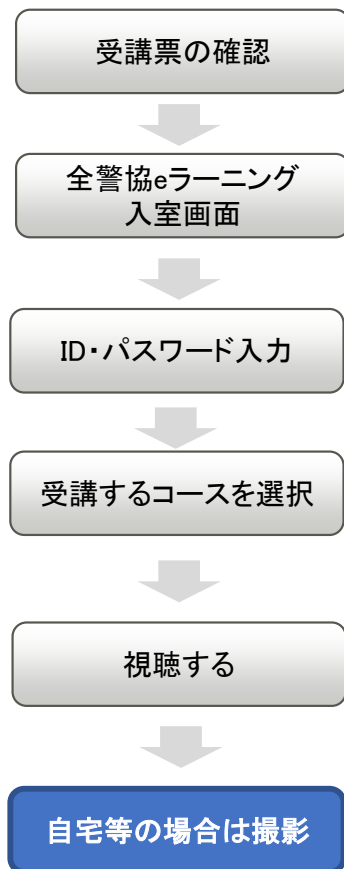 受講票の確認
全警協eラーニング
入室画面
ID・パスワード入力
受講するコースを選択
視聴する
自宅等の場合は撮影